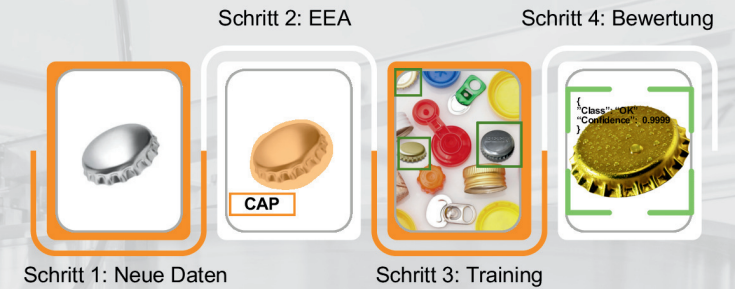 Schritt 2: EEA
Schritt 4: Bewertung
{
"Class": "OK"
"Confidence": 0.9999
}
CAP
Schritt 1: Neue Daten
Schritt 3: Training